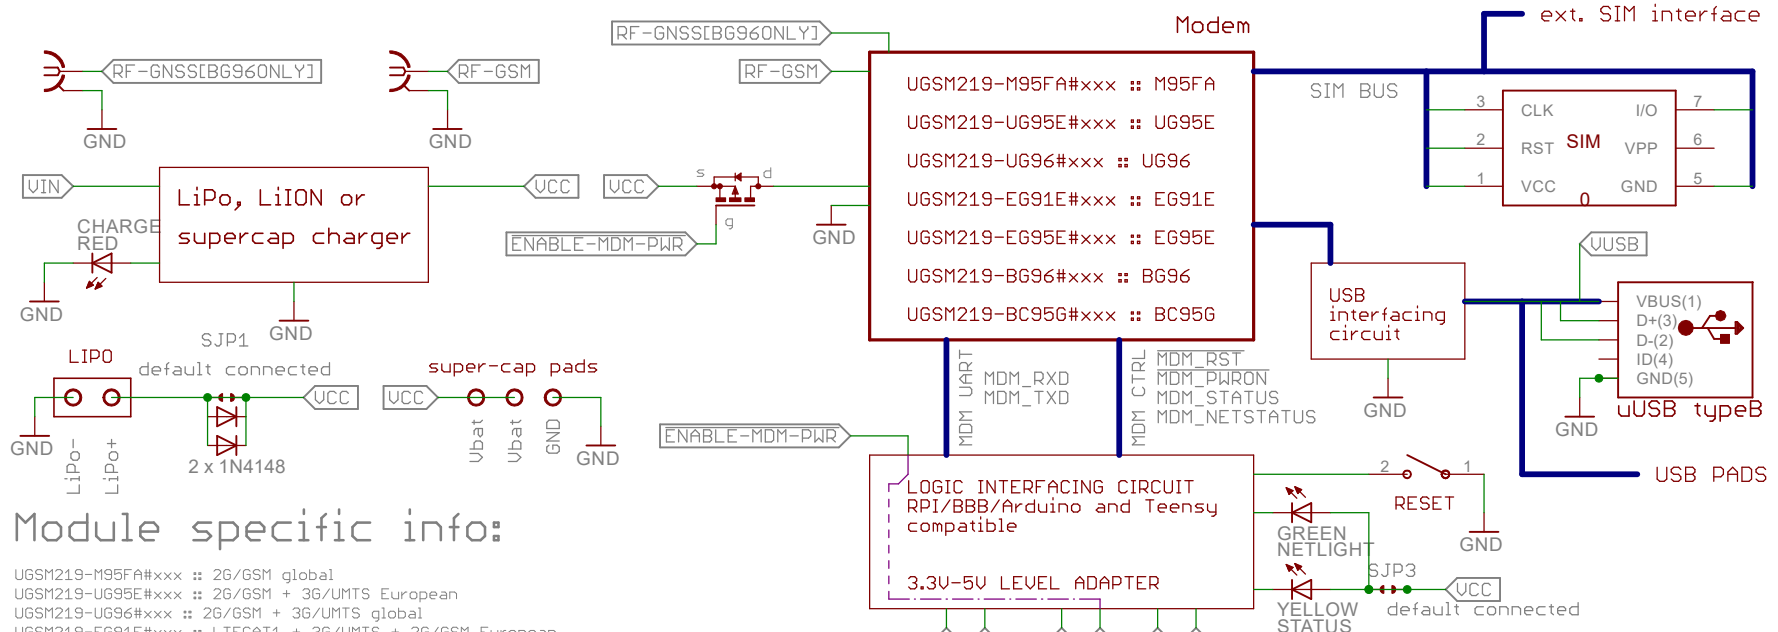 Modem
ext. SIM interface
RF-GNSS[BG96ONLY]
RF-GSM
RF-GNSS[BG96ONLY]
RF-GSM
GND
GND
UGSM219-M95FA#xxx :: M95FA
UGSM219-UG95E#xxx :: UG95E
UGSM219-UG96#xxx :: UG96
UGSM219-EG91E#xxx :: EG91E
UGSM219-EG95E#xxx :: EG95E
UGSM219-BG96#xxx :: BG96
UGSM219-BC95G#xxx :: BC95G
SIM BUS
3 CLK I/O 7
2 RST SIM VPP 6
1 VCC GND 5
0
VIN
LiPo, LiION or
supercap charger
VCC
CHARGE
RED
GND
GND
VCC
s d
g
ENABLE-MDM-PWR
GND
USB
interfacing
circuit
GND
VUSB
VBUS(1)
D+(3)
D-(2)
ID(4)
GND(5)
uUSB typeB
GND
USB PADS
SJP1
default connected
LIPO
VCC
GND
LiPo-
LiPo+
2 x 1N4148
super-cap pads
VCC
Vbat
Vbat
GND
GND
MDM UART
MDM_RXD
MDM_TXD
MDM CTRL
MDM_RST
MDM_PWRON
MDM_STATUS
MDM_NETSTATUS
ENABLE-MDM-PWR
LOGIC INTERFACING CIRCUIT
RPI/BBB/Arduino and Teensy
compatible
3.3V-5V LEVEL ADAPTER
2 1
RESET
GND
GREEN
NETLIGHT
SJP3
VCC
default connected
YELLOW
STATUS
Module specific info:
UGSM219-M95FA#xxx :: 2G/GSM global
UGSM219-UG95E#xxx :: 2G/GSM + 3G/UMTS European
UGSM219-UG96#xxx :: 2G/GSM + 3G/UMTS global
UGSM219-EG91E#xxx :: LTECAT1 + 3G/UMTS + 2G/GSM European